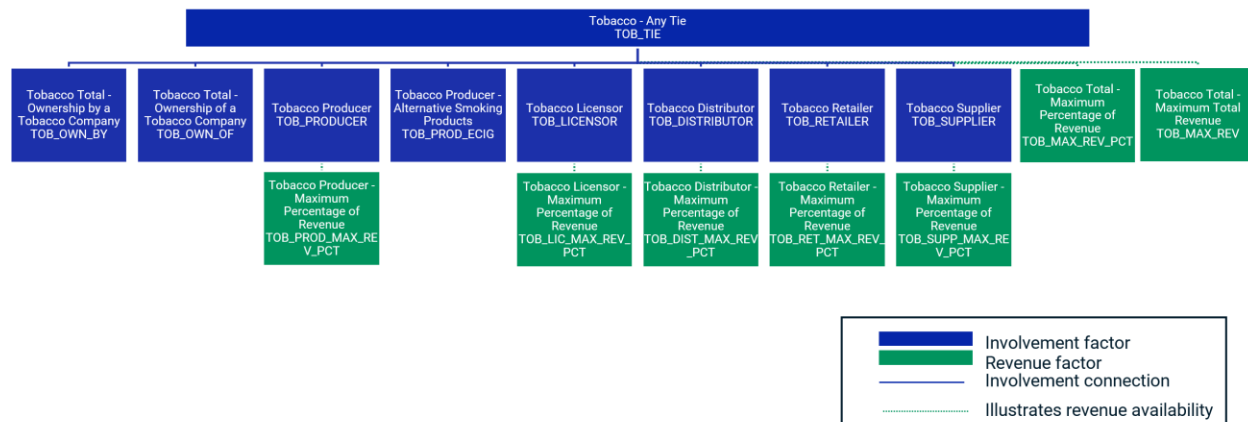 Tobacco - Any Tie
TOB_TIE
Tobacco Total -
Ownership by a
Tobacco Company
TOB_OWN_BY
Tobacco Total -
Ownership of a
Tobacco Company
TOB_OWN_OF
Tobacco Producer
TOB_PRODUCER
Tobacco Producer -
Alternative Smoking
Products
TOB_PROD_ECIG
Tobacco Licensor
TOB_LICENSOR
Tobacco Distributor
TOB_DISTRIBUTOR
Tobacco Retailer
TOB_RETAILER
Tobacco Supplier
TOB_SUPPLIER
Tobacco Total -
Maximum
Percentage of
Revenue
TOB_MAX_REV_PCT
Tobacco Total -
Maximum Total
Revenue
TOB_MAX_REV
Tobacco Producer -
Maximum
Percentage of
Revenue
TOB_PROD_MAX_RE
V_PCT
Tobacco Licensor -
Maximum
Percentage of
Revenue
TOB_LIC_MAX_REV_
PCT
Tobacco Distributor -
Maximum
Percentage of
Revenue
TOB_DIST_MAX_REV
_PCT
Tobacco Retailer -
Maximum
Percentage of
Revenue
TOB_RET_MAX_REV_
PCT
Tobacco Supplier -
Maximum
Percentage of
Revenue
TOB_SUPP_MAX_RE
V_PCT
Involvement factor
Revenue factor
Involvement connection
Illustrates revenue availability